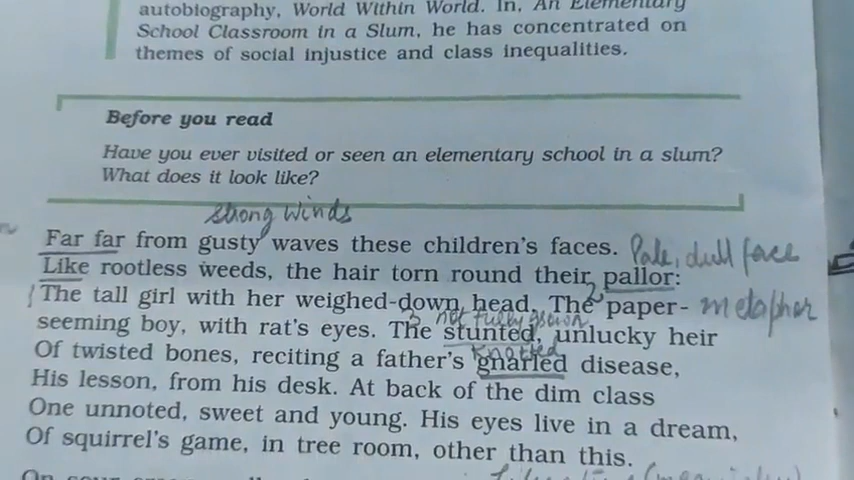 autobiography, World Within World. In, An Elementary
School Classroom in a Slum, he has concentrated on
themes of social injustice and class inequalities.
Before you read
Have you ever visited or seen an elementary school in a slum?
What does it look like?
strong winds
Far far from gusty waves these children's faces. Pale, dull face
Like rootless weeds, the hair torn round their pallor:
The tall girl with her weighed-down head. The paper- metaphor
not fully grown
seeming boy, with rat's eyes. The stunted, unlucky heir
knotted
Of twisted bones, reciting a father's gnarled disease,
His lesson, from his desk. At back of the dim class
One unnoted, sweet and young. His eyes live in a dream,
Of squirrel's game, in tree room, other than this.